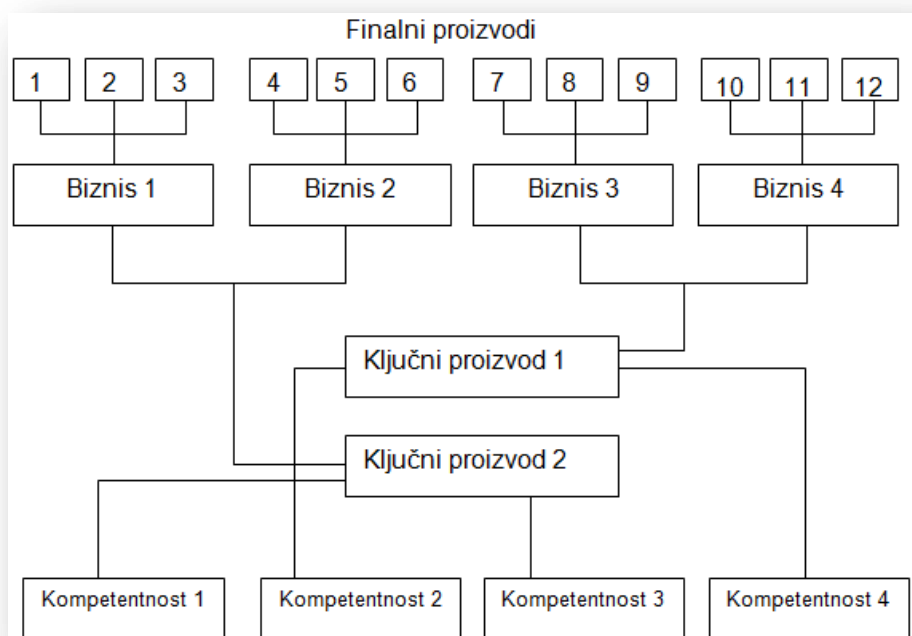 Finalni proizvodi
1 2 3 4 5 6 7 8 9 10 11 12
Biznis 1 Biznis 2 Biznis 3 Biznis 4
Ključni proizvod 1
Ključni proizvod 2
Kompetentnost 1 Kompetentnost 2 Kompetentnost 3 Kompetentnost 4